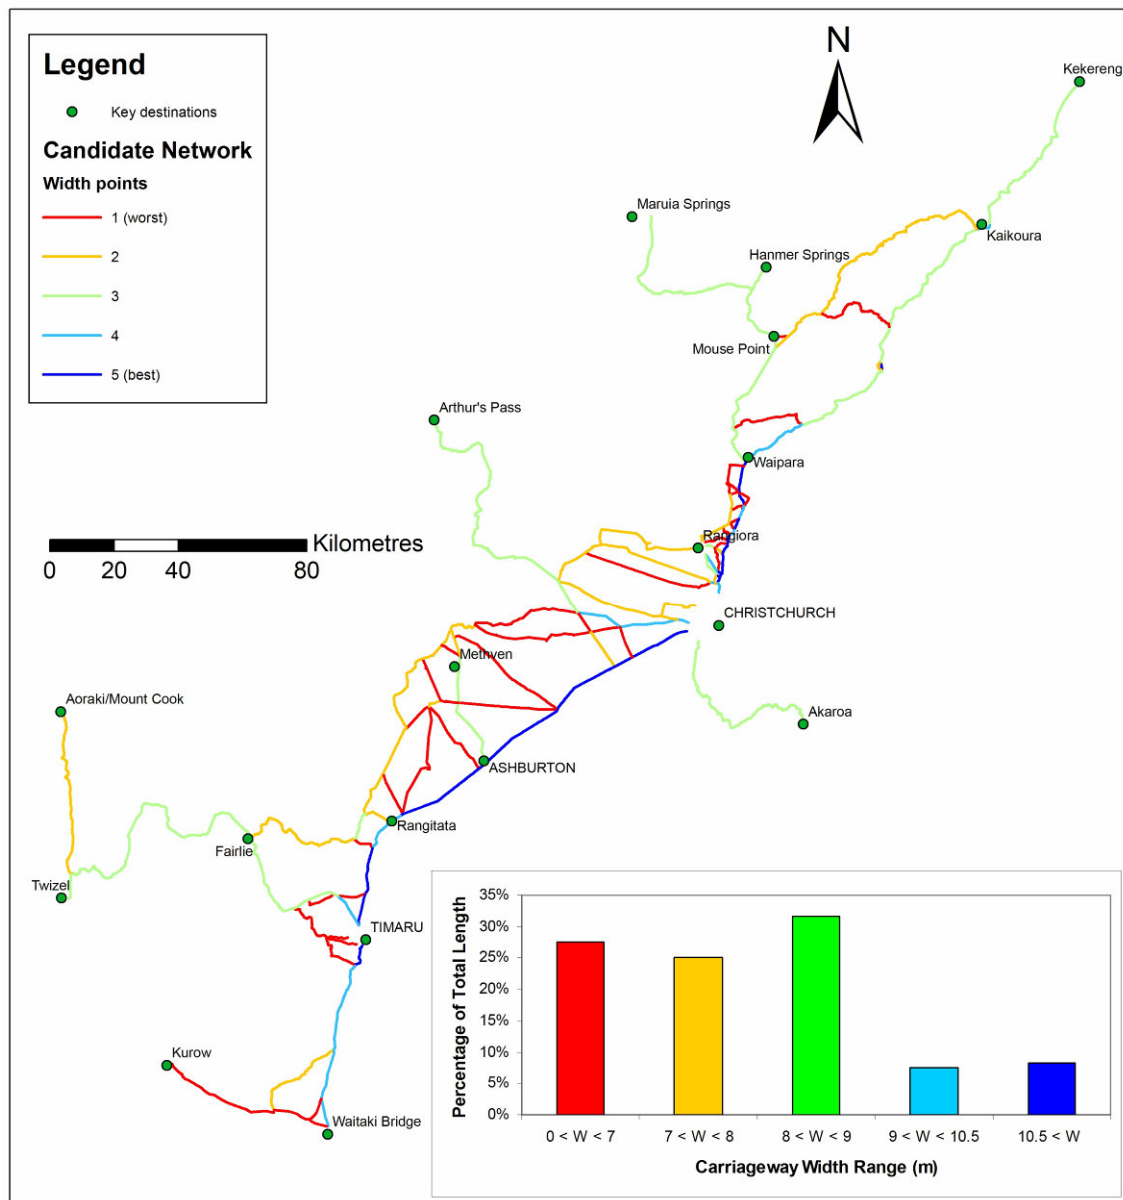 Legend
Key destinations
Candidate Network
Width points
1 (worst)
2
3
4
5 (best)
N
Kekereng
Maruia Springs
Kaikoura
Hanmer Springs
Mouse Point
Arthur's Pass
Waipara
Rangiora
Kilometres
0 20 40 80
CHRISTCHURCH
Methven
Aoraki/Mount Cook
Akaroa
ASHBURTON
Rangitata
Fairlie
Twizel
TIMARU
Kurow
Waitaki Bridge
Percentage of Total Length
35%
30%
25%
20%
15%
10%
5%
0%
0 < W < 7 7 < W < 8 8 < W < 9 9 < W < 10.5 10.5 < W
Carriageway Width Range (m)